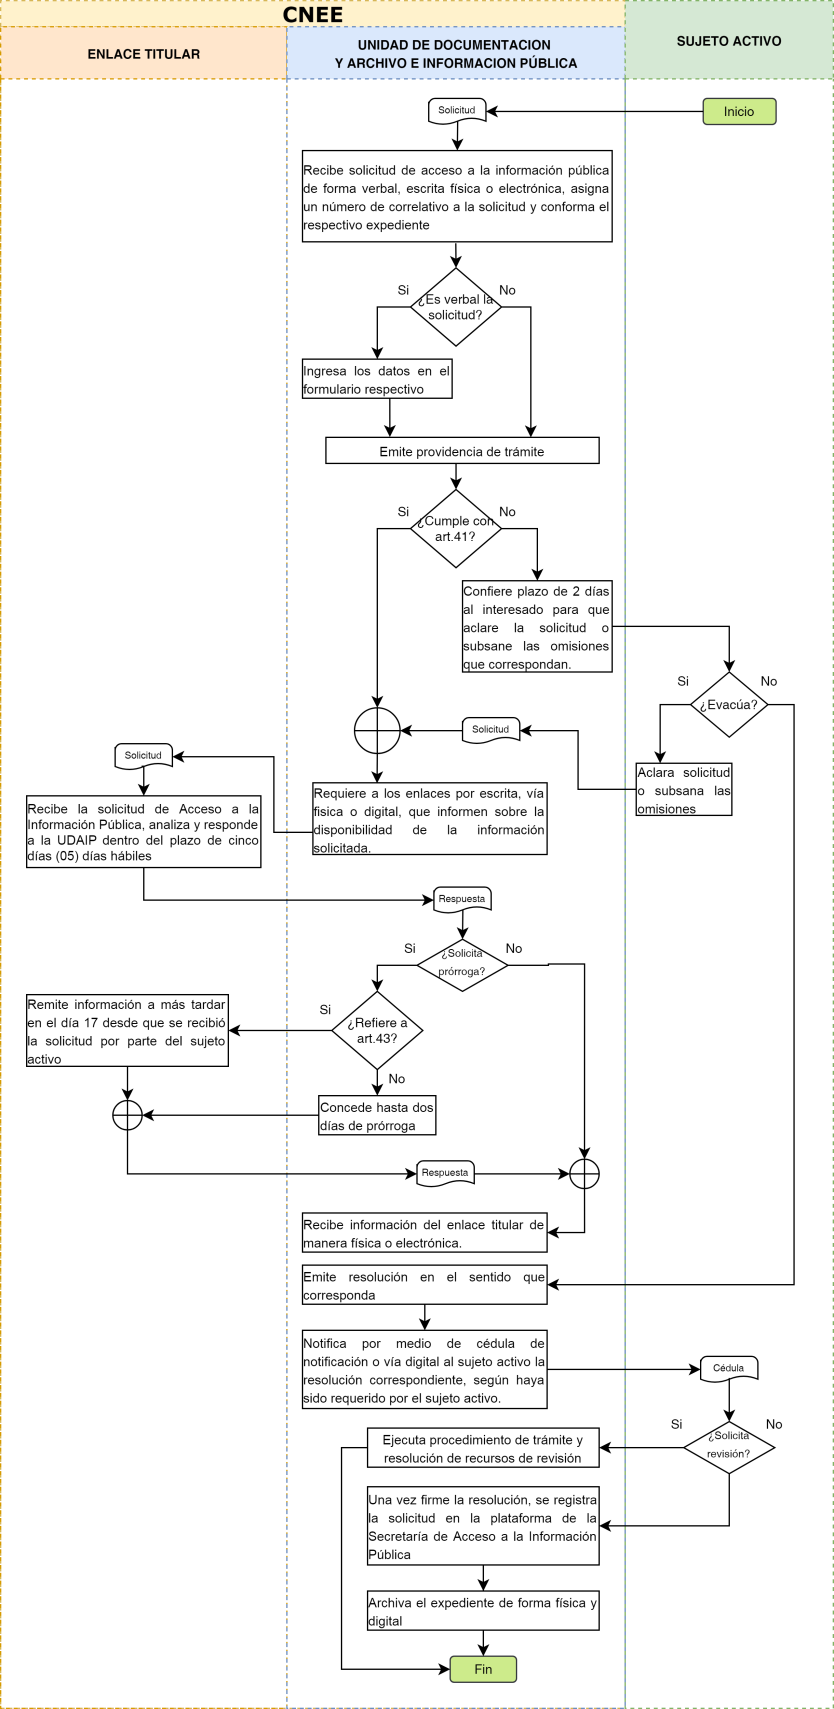 CNEE
ENLACE TITULAR
UNIDAD DE DOCUMENTACION
Y ARCHIVO E INFORMACION PÚBLICA
SUJETO ACTIVO
Solicitud
Inicio
Recibe solicitud de acceso a la información pública
de forma verbal, escrita física o electrónica, asigna
un número de correlativo a la solicitud y conforma el
respectivo expediente
Si
¿Es verbal la
solicitud?
No
Ingresa los datos en el
formulario respectivo
Emite providencia de trámite
Si
¿Cumple con
art.41?
No
Confiere plazo de 2 días
al interesado para que
aclare la solicitud o
subsane las omisiones
que correspondan.
Si
¿Evacúa?
No
Solicitud
Solicitud
Aclara solicitud
o subsana las
omisiones
Requiere a los enlaces por escrita, vía
fisica o digital, que informen sobre la
disponibilidad de la información
solicitada.
Recibe la solicitud de Acceso a la
Información Pública, analiza y responde
a la UDAIP dentro del plazo de cinco
días (05) días hábiles
Respuesta
Si
¿Solicita
prórroga?
No
Remite información a más tardar
en el día 17 desde que se recibió
la solicitud por parte del sujeto
activo
Si
¿Refiere a
art.43?
No
Concede hasta dos
días de prórroga
Respuesta
Recibe información del enlace titular de
manera física o electrónica.
Emite resolución en el sentido que
corresponda
Notifica por medio de cédula de
notificación o vía digital al sujeto activo la
resolución correspondiente, según haya
sido requerido por el sujeto activo.
Cédula
Si
¿Solicita
revisión?
No
Ejecuta procedimiento de trámite y
resolución de recursos de revisión
Una vez firme la resolución, se registra
la solicitud en la plataforma de la
Secretaría de Acceso a la Información
Pública
Archiva el expediente de forma física y
digital
Fin